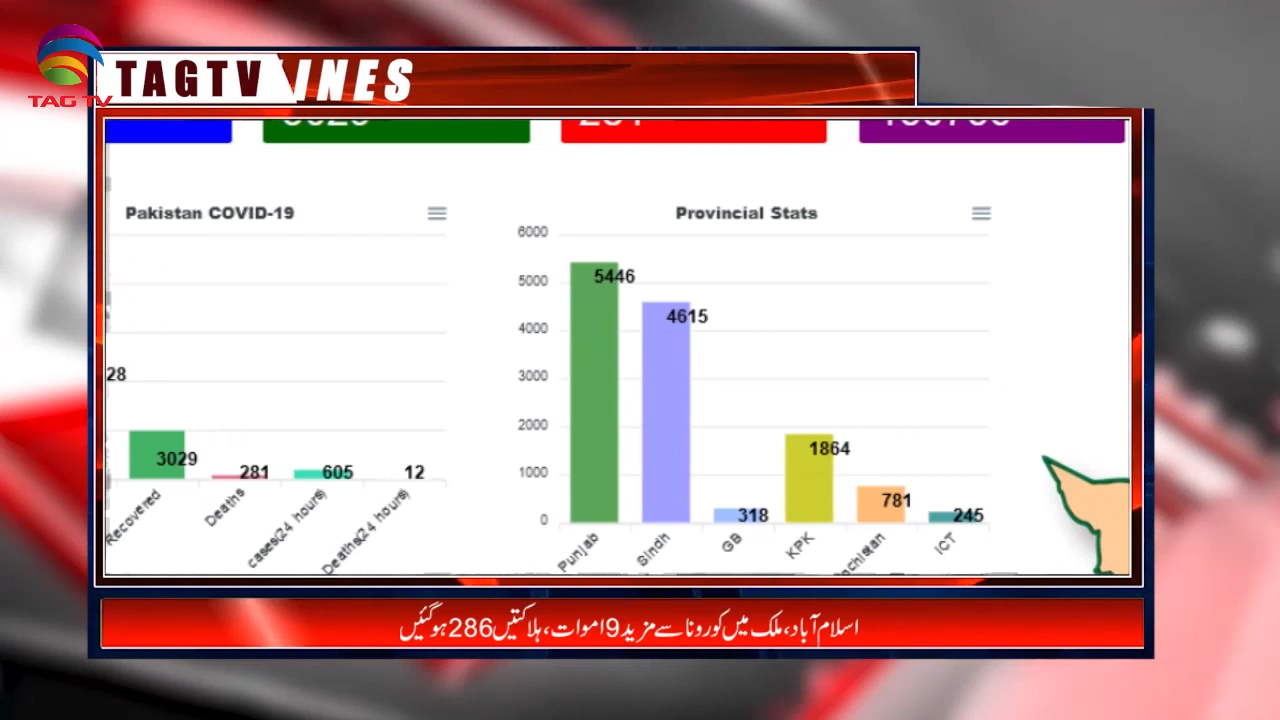 TAG TV
TAGTV INES
Pakistan COVID-19
28
3029
281
605
12
Recovered
Deaths
cases(24 hours)
Deaths(24 hours)
Provincial Stats
6000
5000
4000
3000
2000
1000
0
5446
4615
318
1864
781
245
Punjab
Sindh
GB
KPK
ochistan
ICT
اسلام آباد، ملک میں کورونا سے مزید 9 اموات، ہلاکتیں 286 ہوگئیں